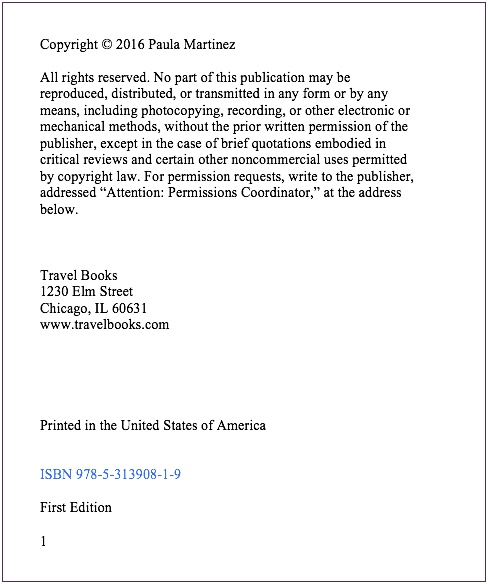 Copyright © 2016 Paula Martinez
All rights reserved. No part of this publication may be
reproduced, distributed, or transmitted in any form or by any
means, including photocopying, recording, or other electronic or
mechanical methods, without the prior written permission of the
publisher, except in the case of brief quotations embodied in
critical reviews and certain other noncommercial uses permitted
by copyright law. For permission requests, write to the publisher,
addressed “Attention: Permissions Coordinator,” at the address
below.
Travel Books
1230 Elm Street
Chicago, IL 60631
www.travelbooks.com
Printed in the United States of America
ISBN 978-5-313908-1-9
First Edition
1